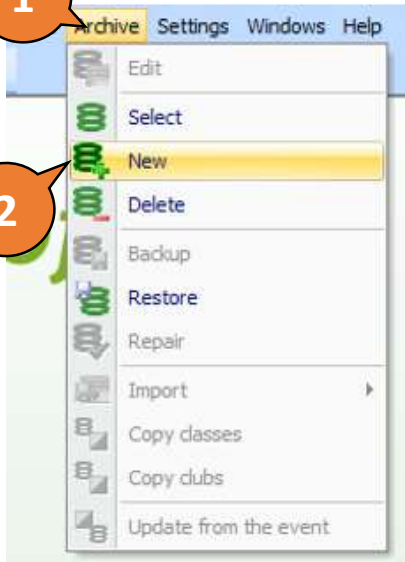 1
Archive Settings Windows Help
Edit
Select
New
2
Delete
Backup
Restore
Repair
Import
Copy classes
Copy clubs
Update from the event